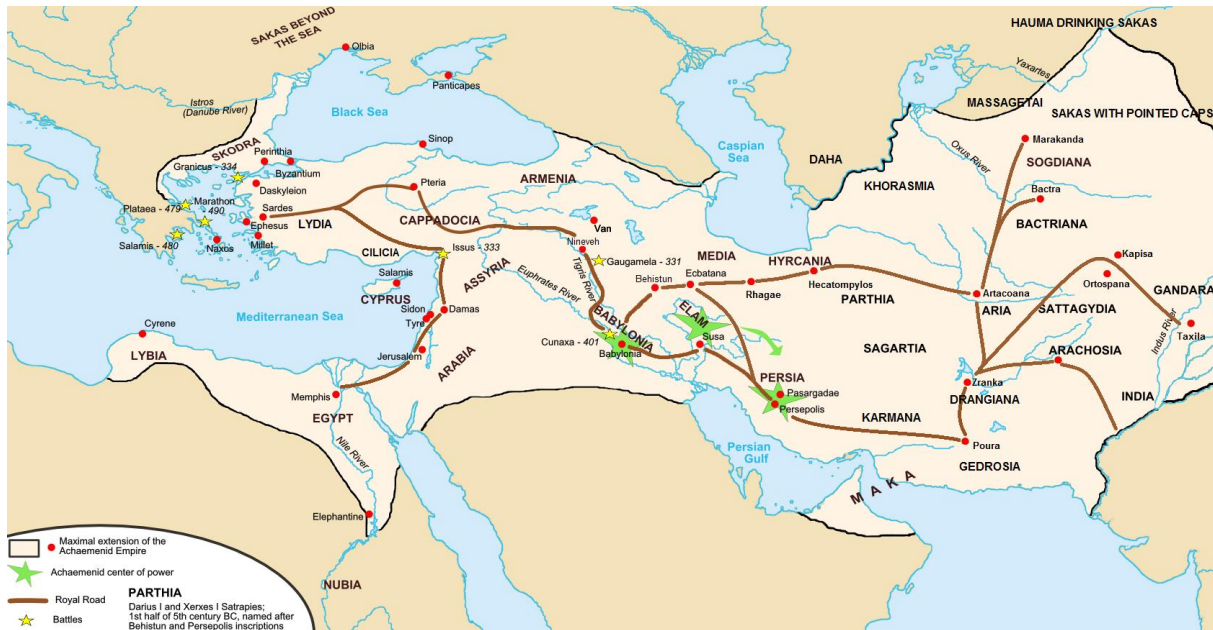 HAUMA DRINKING SAKAS
SAKAS BEYOND
THE SEA
Olbia
Yaxartes
Panticapes
Istros
(Danube River)
MASSAGETAI
SAKAS WITH POINTED CAPS
Black Sea
Caspian
Sea
Oxus River
Marakanda
Sinop
SKODRA
Perinthia
DAHA
SOGDIANA
Granicus - 334
Byzantium
ARMENIA
KHORASMIA
Bactra
Daskyleion
Pteria
Marathon
- 490
Plataea - 479
Sardes
CAPPADOCIA
BACTRIANA
Ephesus
LYDIA
Van
Salamis - 480
Naxos
Millet
Nineveh
CILICIA
Issus - 333
Gaugamela - 331
MEDIA
HYRCANIA
Kapisa
Salamis
ASSYRIA
Tigris River
Behistun
Ecbatana
Ortospana
Euphrates River
Rhagae
Hecatompylos
CYPRUS
Artacoana
GANDARA
Sidon
Damas
PARTHIA
ARIA
SATTAGYDIA
Mediterranean Sea
Tyre
BABYLONIA
ELAM
Indus River
Taxila
Cyrene
Cunaxa - 401
Susa
LYBIA
Jerusalem
Babylonia
SAGARTIA
ARACHOSIA
ARABIA
PERSIA
Zranka
Memphis
Pasargadae
DRANGIANA
INDIA
Persepolis
EGYPT
KARMANA
Poura
Nile River
Persian
Gulf
GEDROSIA
MAKA
Elephantine
NUBIA
Maximal extension of the
Achaemenid Empire
Achaemenid center of power
Royal Road
Battles
PARTHIA
Darius I and Xerxes I Satrapies;
1st half of 5th century BC, named after
Behistun and Persepolis inscriptions